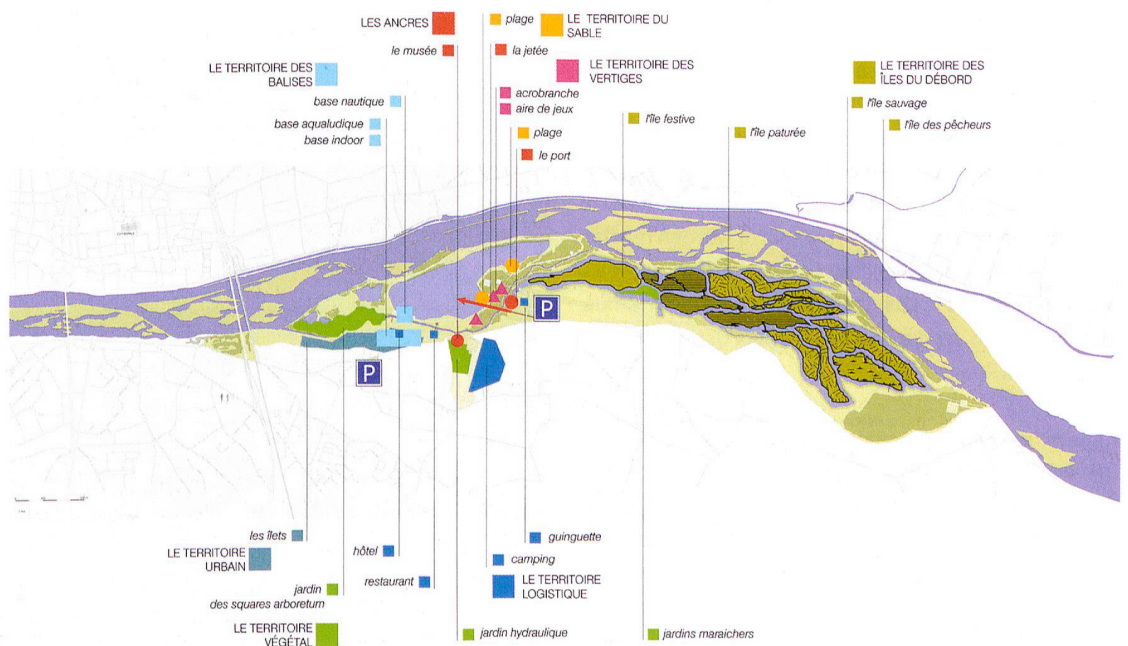 LES ANCRES
plage
LE TERRITOIRE DU
SABLE
le musée
la jetée
LE TERRITOIRE DES
BALISES
LE TERRITOIRE DES
VERTIGES
LE TERRITOIRE DES
ÎLES DU DÉBORD
base nautique
acrobranche
aire de jeux
l'île sauvage
base aqualudique
base indoor
plage
l'île festive
l'île paturée
l'île des pêcheurs
le port
P
P
les îlets
guinguette
LE TERRITOIRE
URBAIN
hôtel
camping
restaurant
LE TERRITOIRE
LOGISTIQUE
jardin
des squares arboretum
LE TERRITOIRE
VÉGÉTAL
jardin hydraulique
jardins maraichers